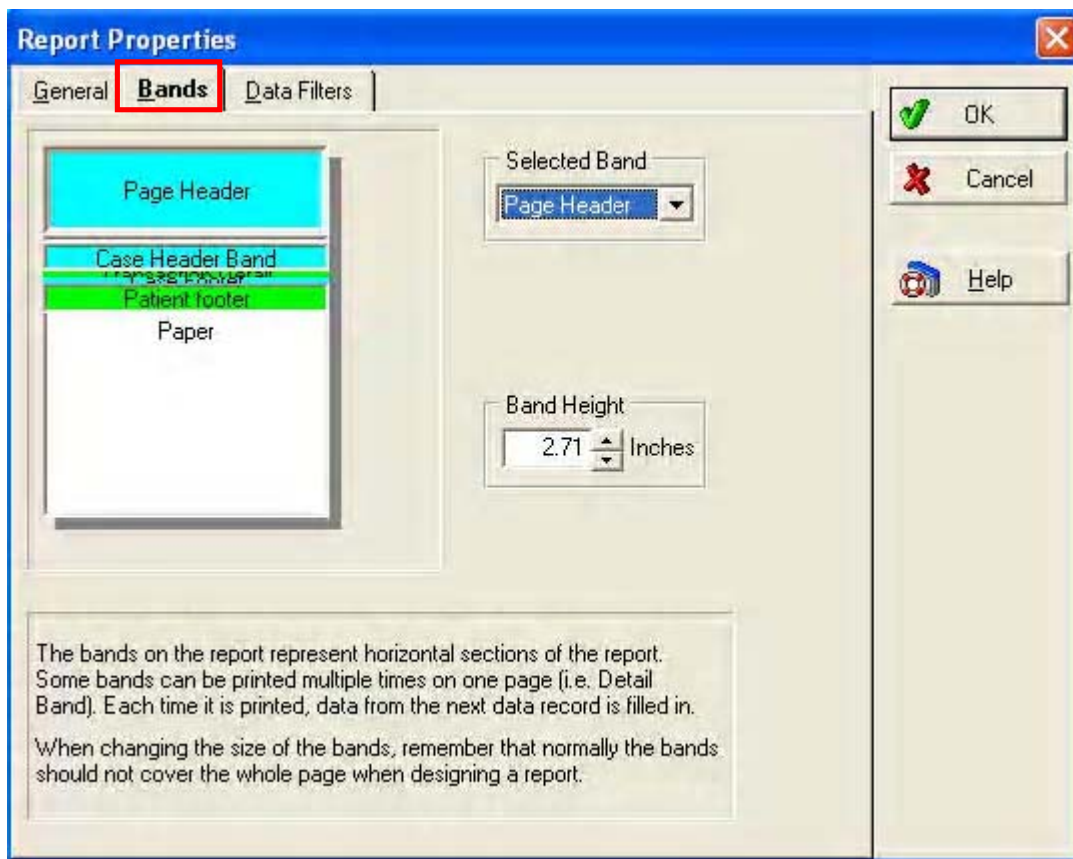 Report Properties
General Bands Data Filters
OK
Cancel
Help
Page Header
Case Header Band
Patient footer
Paper
Selected Band
Page Header
Band Height
2.71 Inches
The bands on the report represent horizontal sections of the report.
Some bands can be printed multiple times on one page (i.e. Detail
Band). Each time it is printed, data from the next data record is filled in.
When changing the size of the bands, remember that normally the bands
should not cover the whole page when designing a report.